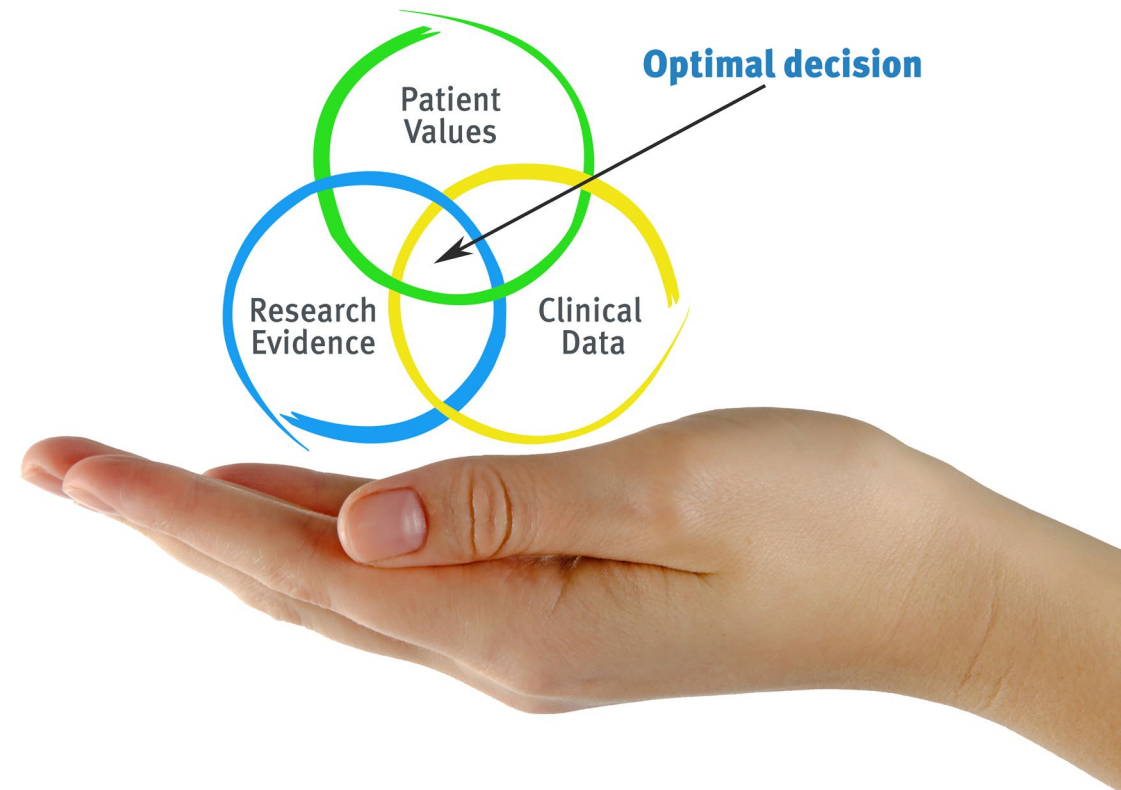 Optimal decision
Patient
Values
Research
Evidence
Clinical
Data